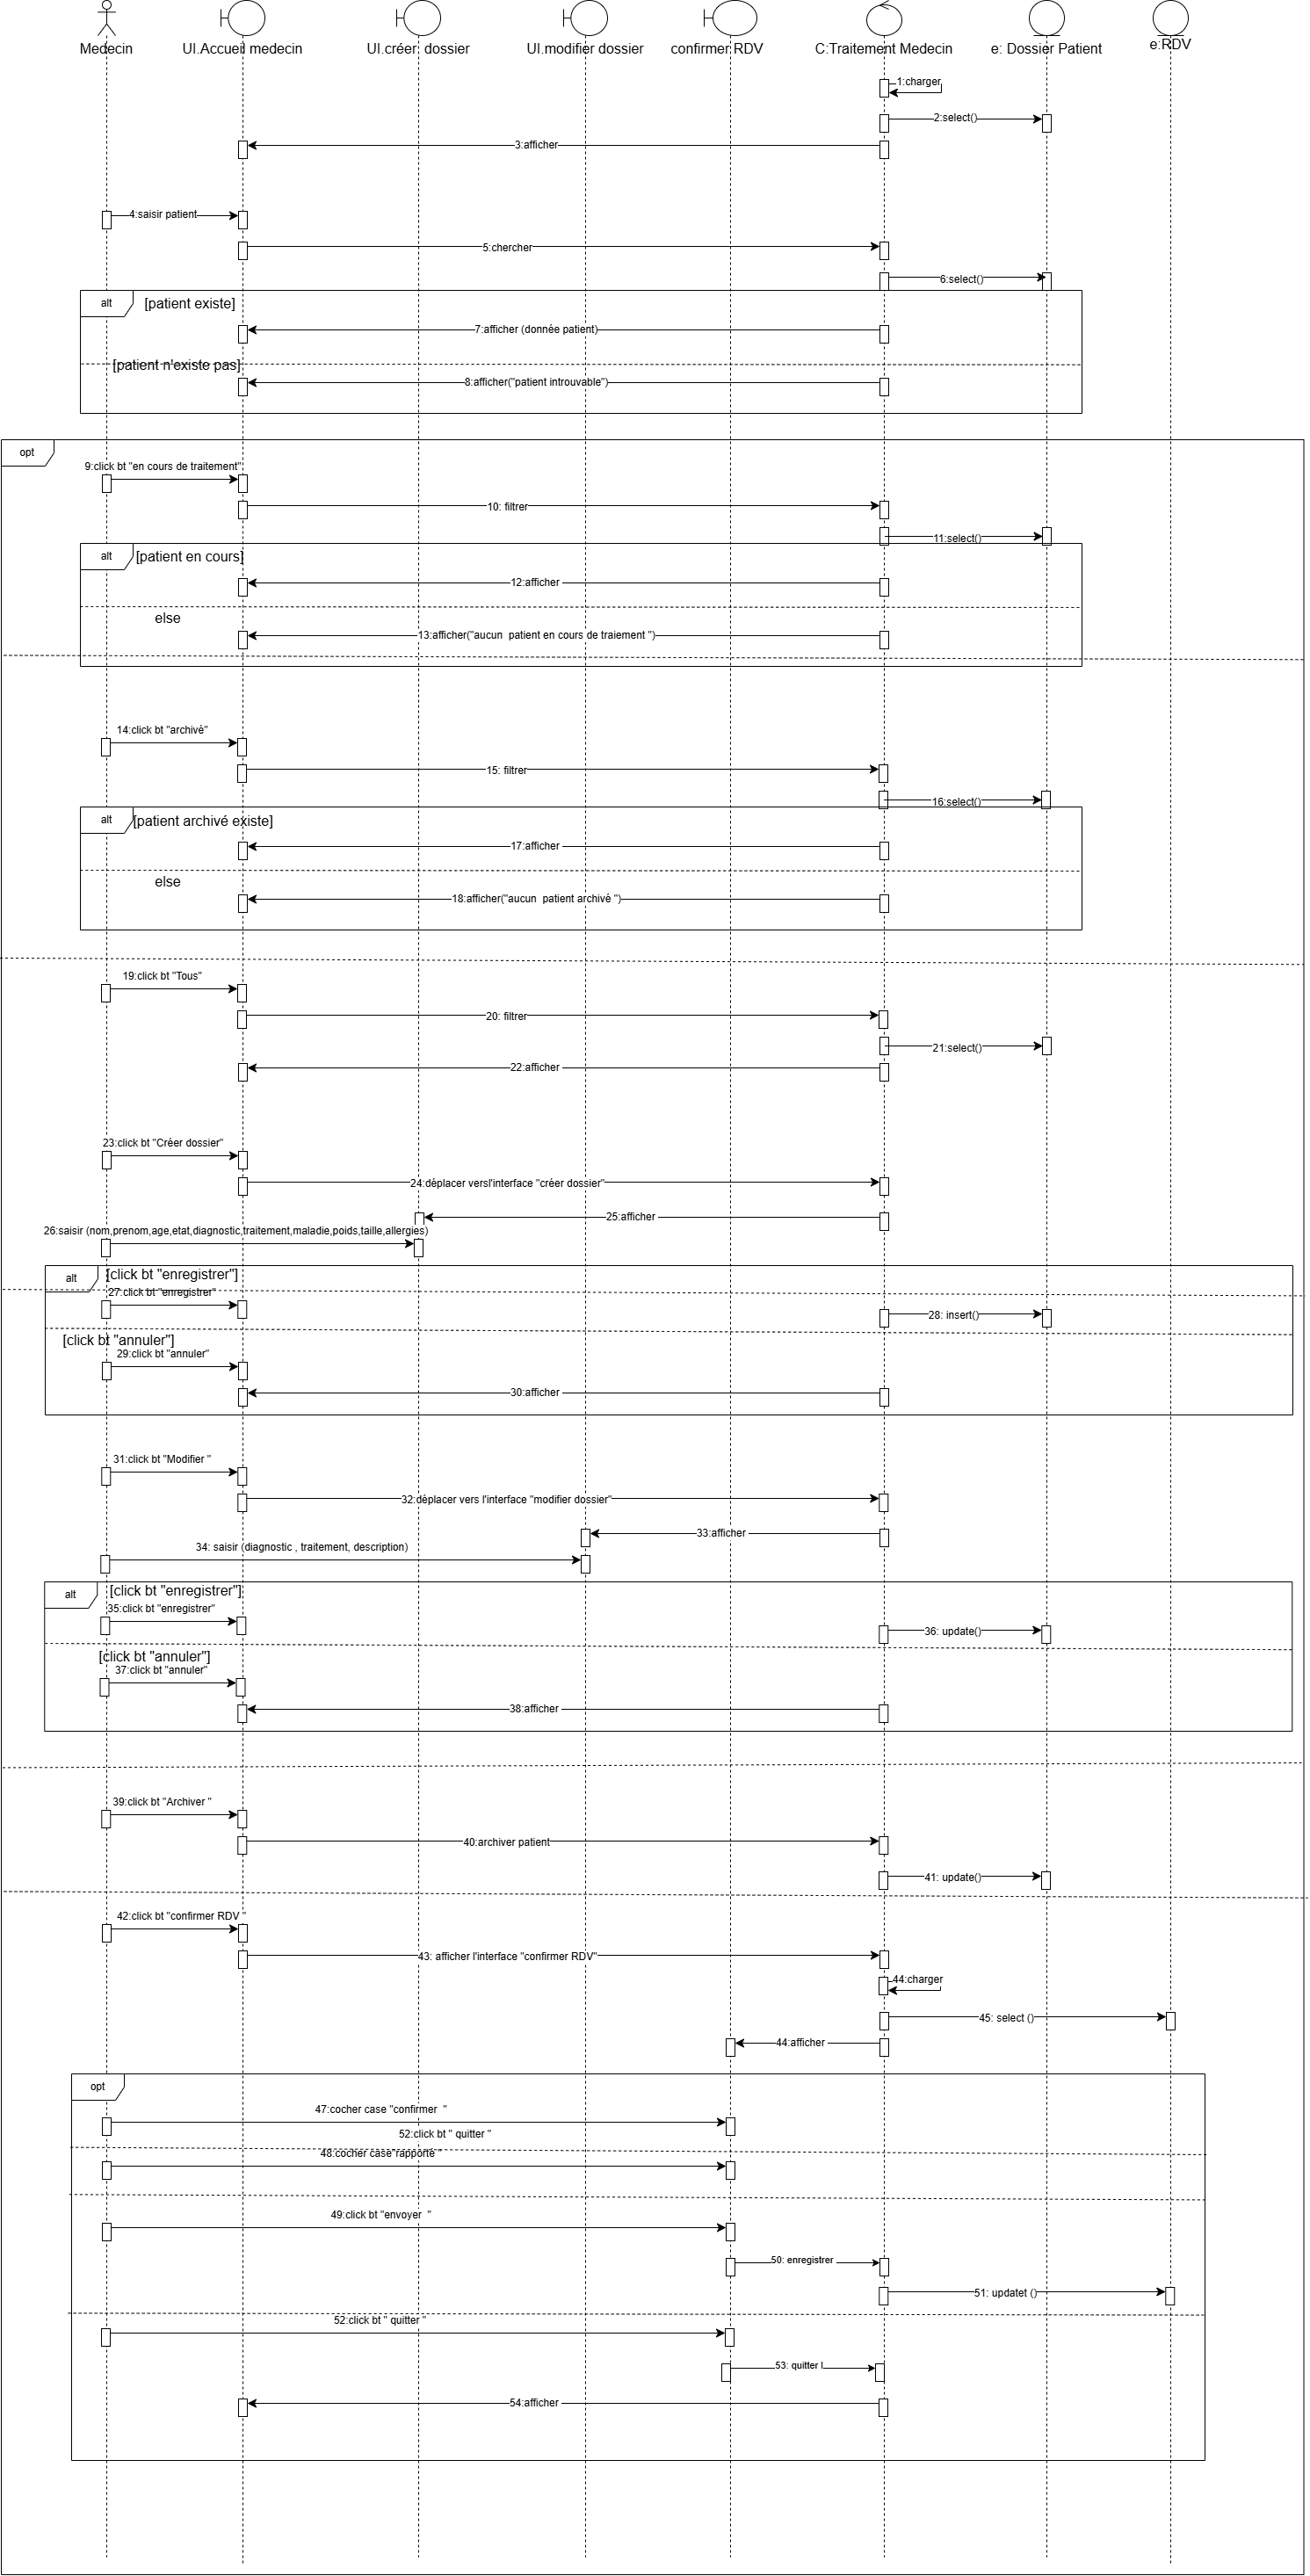 Medecin
UI.Accueil medecin
UI.créer: dossier
UI.modifier dossier
confirmer RDV
C:Traitement Medecin
e: Dossier Patient
e:RDV
1:charger
2:select()
3:afficher
4:saisir patient
5:chercher
6:select()
alt
[patient existe]
7:afficher (donnée patient)
[patient n'existe pas]
8:afficher("patient introuvable")
opt
9:click bt "en cours de traitement"
10: filtrer
11:select()
alt
[patient en cours]
12:afficher
else
13:afficher("aucun  patient en cours de traiement ")
14:click bt "archivé"
15: filtrer
16:select()
alt
[patient archivé existe]
17:afficher
else
18:afficher("aucun  patient archivé ")
19:click bt "Tous"
20: filtrer
21:select()
22:afficher
23:click bt "Créer dossier"
24:déplacer versl'interface "créer dossier"
25:afficher
26:saisir (nom,prenom,age,etat,diagnostic,traitement,maladie,poids,taille,allergies)
alt
[click bt "enregistrer"]
27:click bt "enregistrer"
28: insert()
[click bt "annuler"]
29:click bt "annuler"
30:afficher
31:click bt "Modifier "
32:déplacer vers l'interface "modifier dossier"
33:afficher
34: saisir (diagnostic , traitement, description)
alt
[click bt "enregistrer"]
35:click bt "enregistrer"
36: update()
[click bt "annuler"]
37:click bt "annuler"
38:afficher
39:click bt "Archiver "
40:archiver patient
41: update()
42:click bt "confirmer RDV "
43: afficher l'interface "confirmer RDV"
44:charger
45: select ()
44:afficher
opt
47:cocher case "confirmer  "
52:click bt " quitter "
48:cocher case"rapporté "
49:click bt "envoyer  "
50: enregistrer
51: updatet ()
52:click bt " quitter "
53: quitter l
54:afficher